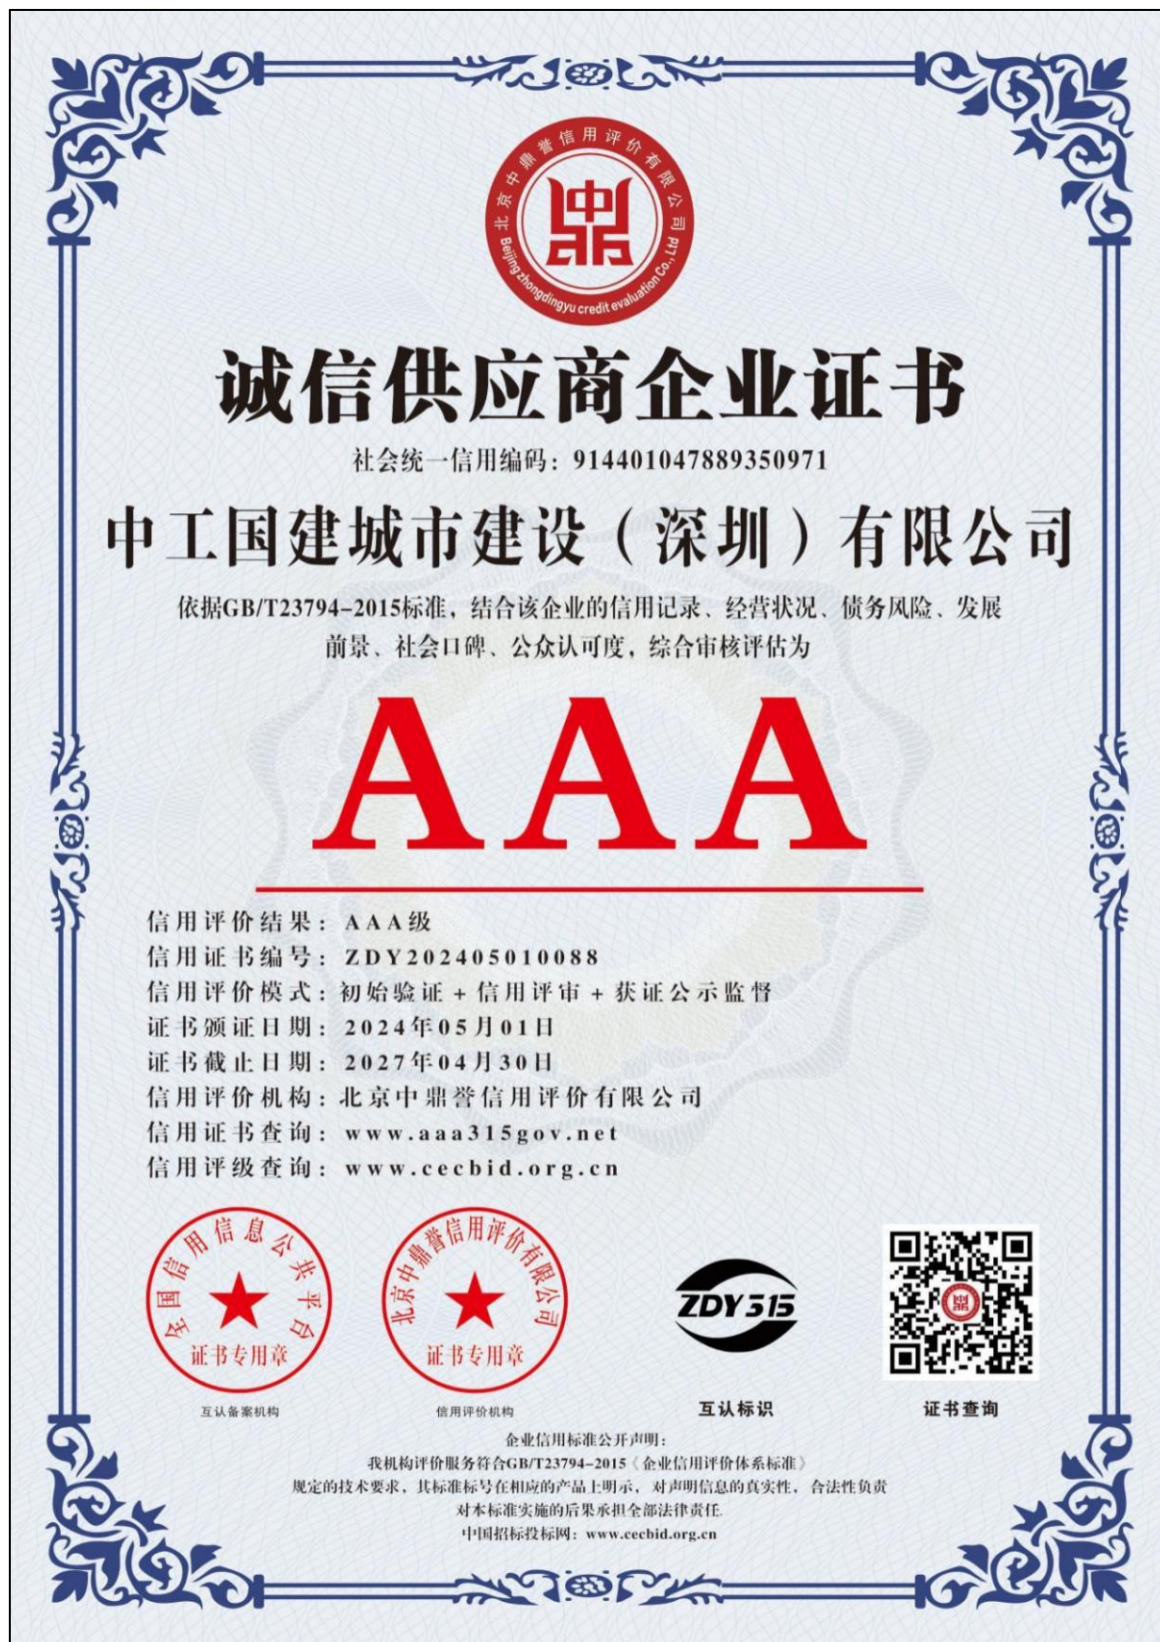 北京中鼎誉信用评价有限公司
Beijing zhongdingyu credit evaluation Co., Ltd
中鼎
诚信供应商企业证书
社会统一信用编码：914401047889350971
中工国建城市建设（深圳）有限公司
依据GB/T23794-2015标准，结合该企业的信用记录、经营状况、债务风险、发展
前景、社会口碑、公众认可度，综合审核评估为
AAA
信用评价结果：AAA级
信用证书编号：ZDY202405010088
信用评价模式：初始验证+信用评审+获证公示监督
证书颁证日期：2024年05月01日
证书截止日期：2027年04月30日
信用评价机构：北京中鼎誉信用评价有限公司
信用证书查询：www.aaa315gov.net
信用评级查询：www.cecbid.org.cn
全国信用信息公共平台
证书专用章
北京中鼎誉信用评价有限公司
证书专用章
ZDY315
互认备案机构
信用评价机构
互认标识
证书查询
企业信用标准公开声明：
我机构评价服务符合GB/T23794-2015《企业信用评价体系标准》
规定的技术要求，其标准标号在相应的产品上明示，对声明信息的真实性，合法性负责
对本标准实施的后果承担全部法律责任.
中国招标投标网：www.cecbid.org.cn